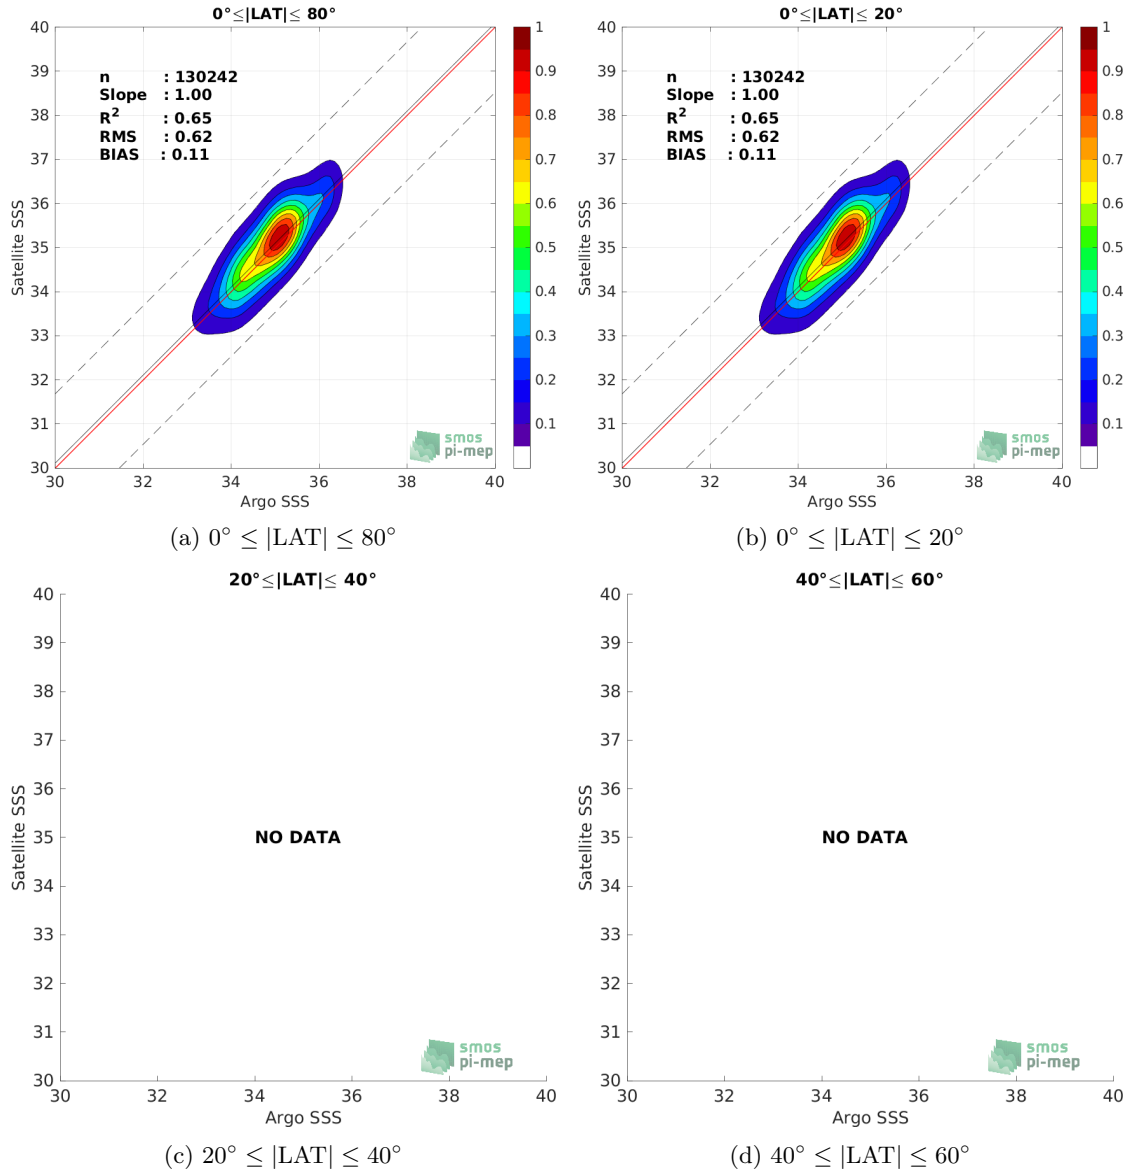 0°≤|LAT|≤ 80°
40
39
38
37
36
35
34
33
32
31
30
Satellite SSS
n : 130242
Slope : 1.00
R² : 0.65
RMS : 0.62
BIAS : 0.11
smos
pi-mep
30 32 34 36 38 40
Argo SSS
1
0.9
0.8
0.7
0.6
0.5
0.4
0.3
0.2
0.1
(a) 0° ≤ |LAT| ≤ 80°
0°≤|LAT|≤ 20°
40
39
38
37
36
35
34
33
32
31
30
Satellite SSS
n : 130242
Slope : 1.00
R² : 0.65
RMS : 0.62
BIAS : 0.11
smos
pi-mep
30 32 34 36 38 40
Argo SSS
1
0.9
0.8
0.7
0.6
0.5
0.4
0.3
0.2
0.1
(b) 0° ≤ |LAT| ≤ 20°
20°≤|LAT|≤ 40°
40
39
38
37
36
35
34
33
32
31
30
Satellite SSS
NO DATA
smos
pi-mep
30 32 34 36 38 40
Argo SSS
(c) 20° ≤ |LAT| ≤ 40°
40°≤|LAT|≤ 60°
40
39
38
37
36
35
34
33
32
31
30
Satellite SSS
NO DATA
smos
pi-mep
30 32 34 36 38 40
Argo SSS
(d) 40° ≤ |LAT| ≤ 60°